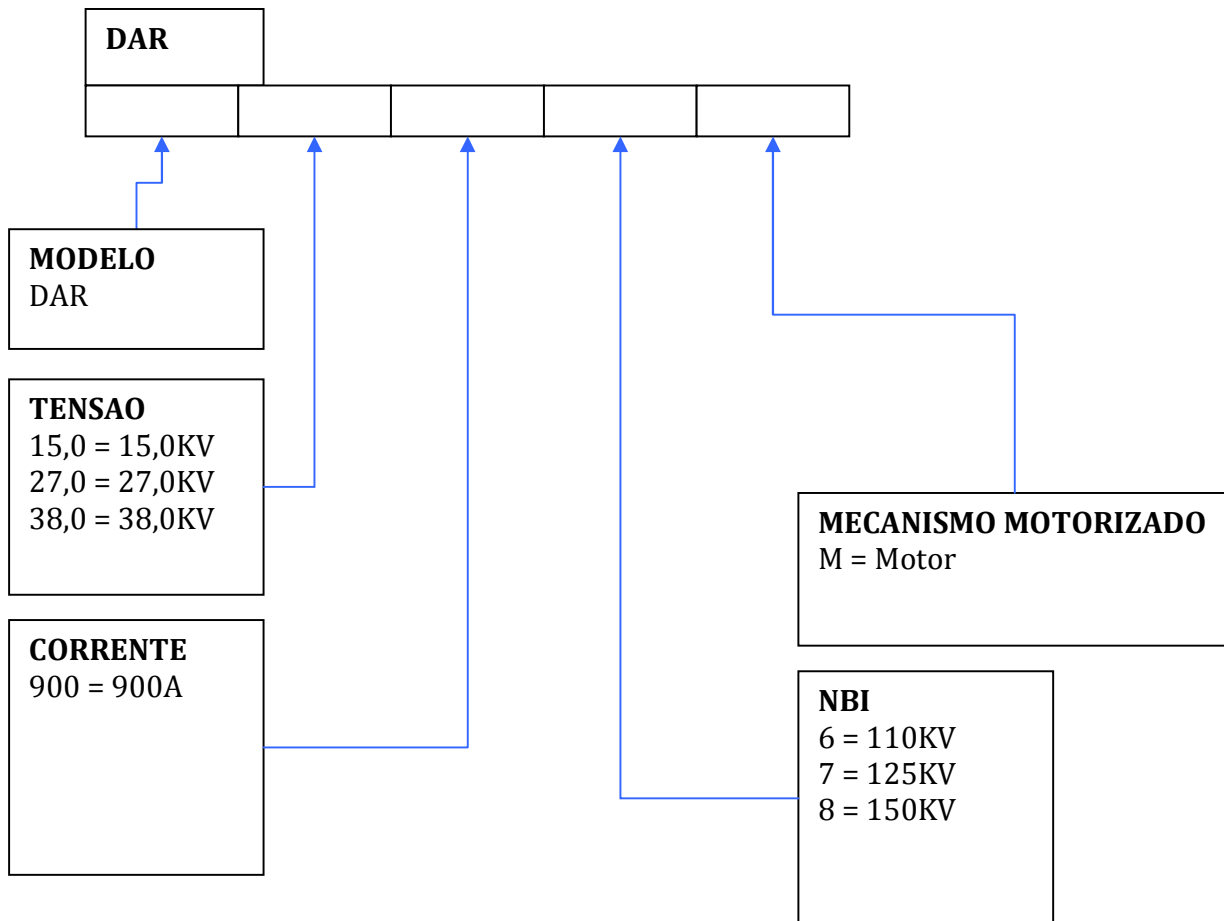 DAR
MODELO
DAR
TENSAO
15,0 = 15,0KV
27,0 = 27,0KV
38,0 = 38,0KV
CORRENTE
900 = 900A
MECANISMO MOTORIZADO
M = Motor
NBI
6 = 110KV
7 = 125KV
8 = 150KV